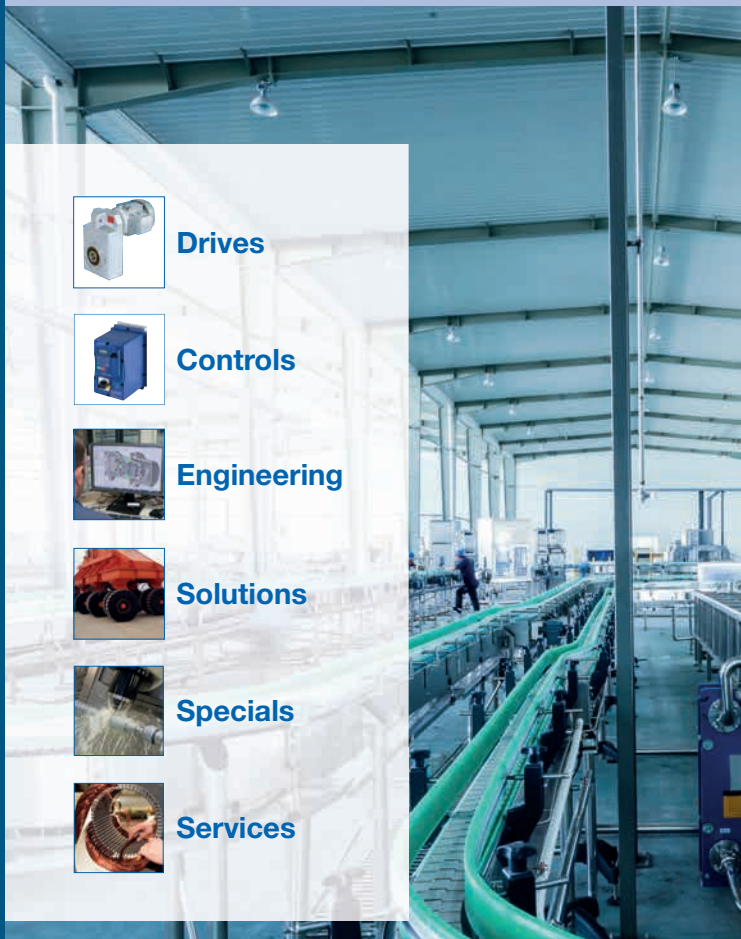 Drives
Controls
Engineering
Solutions
Specials
Services